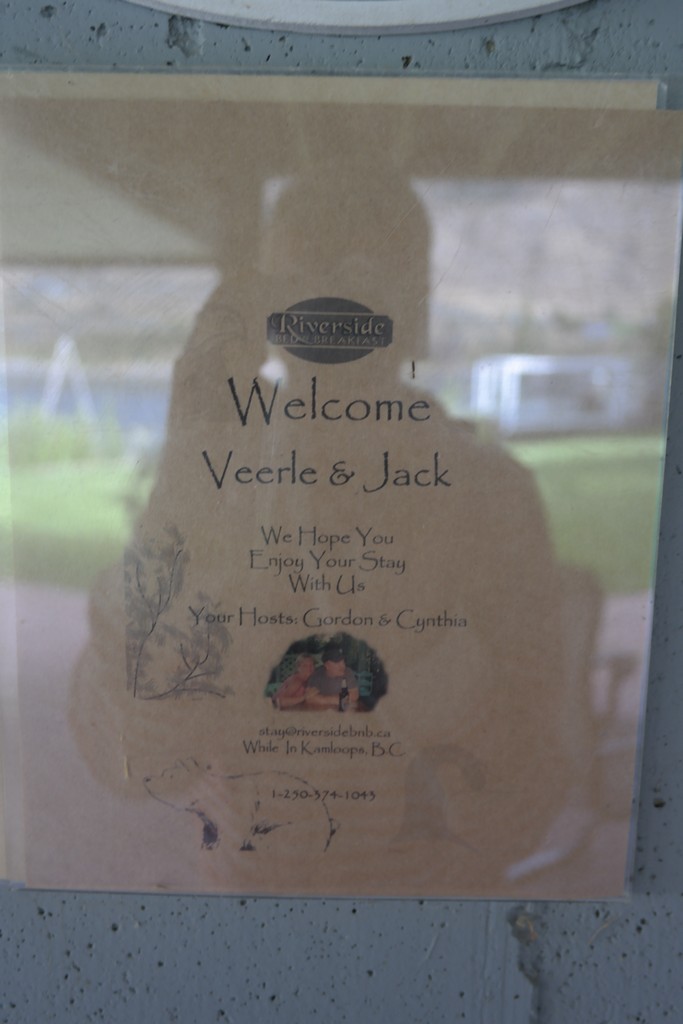 Riverside
BED & BREAKFAST
Welcome
Veerle & Jack
We Hope You
Enjoy Your Stay
With Us
Your Hosts: Gordon & Cynthia
stay@riversidebnb.ca
While In Kamloops, B.C
1-250-374-1043